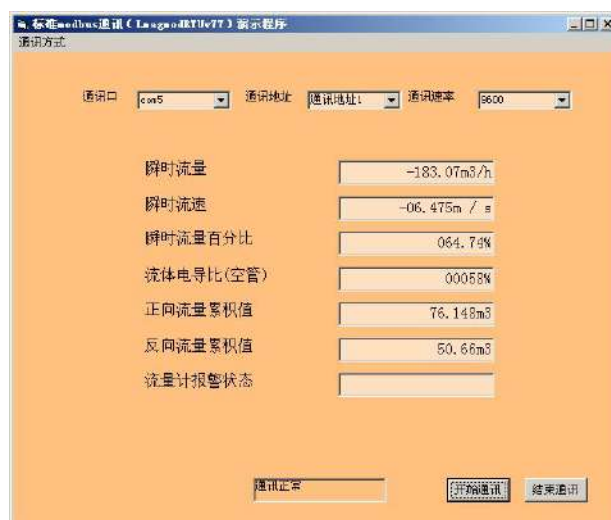 标准modbus通讯（LmagmodRTUv77）演示程序
通讯方式
通讯口 com5 通讯地址 通讯地址1 通讯速率 9600
瞬时流量 -183.07m3/h
瞬时流速 -06.475m / s
瞬时流量百分比 064.74%
流体电导比(空管) 00058%
正向流量累积值 76.148m3
反向流量累积值 50.66m3
流量计报警状态
通讯正常 开始通讯 结束通讯